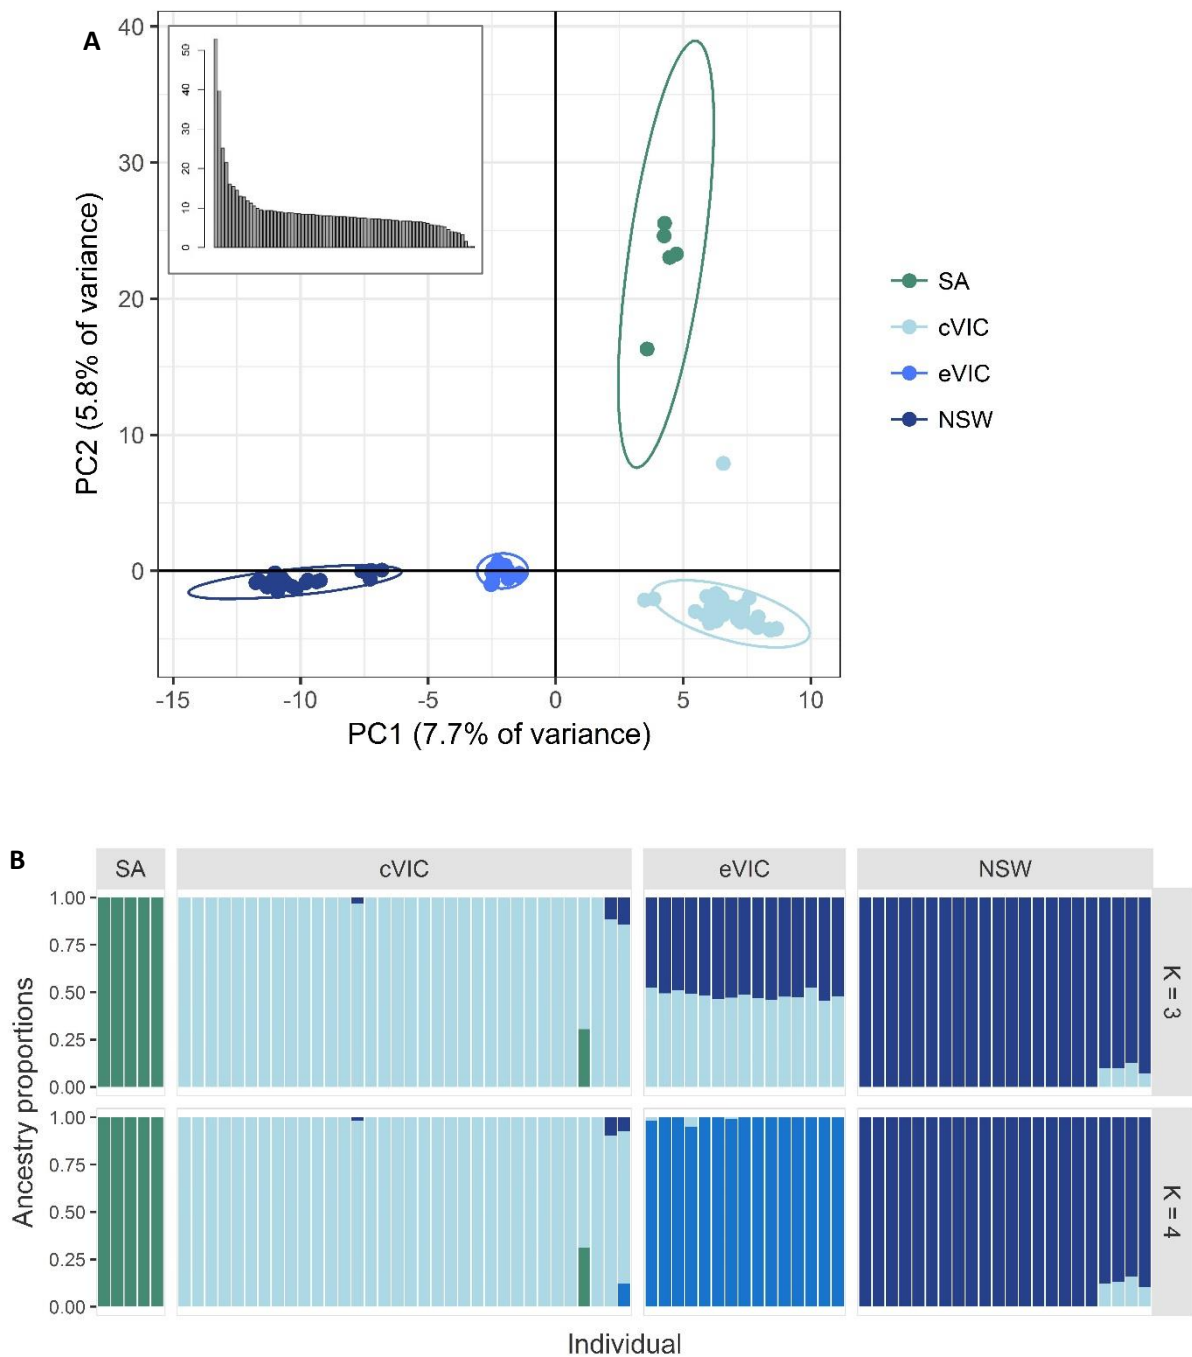 A
40
30
20
10
0
PC2 (5.8% of variance)
50
40
30
20
10
0
-15 -10 -5 0 5 10
PC1 (7.7% of variance)
SA
cVIC
eVIC
NSW
B
SA cVIC eVIC NSW
1.00
0.75
0.50
0.25
0.00
K = 3
1.00
0.75
0.50
0.25
0.00
K = 4
Ancestry proportions
Individual